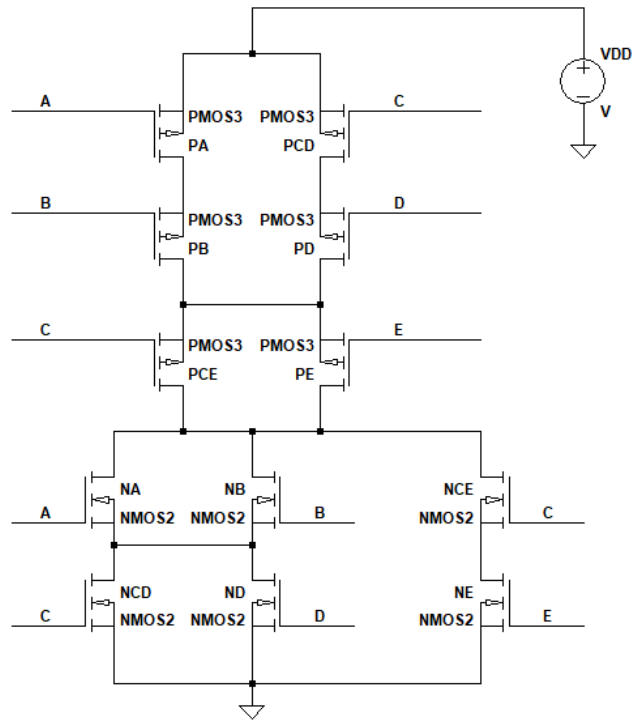 VDD
V
A
PMOS3 PMOS3
C
PA PCD
B
PMOS3 PMOS3
D
PB PD
C
PMOS3 PMOS3
E
PCE PE
NA NB NCE
A
NMOS2 NMOS2
B
NMOS2
C
NCD ND NE
C
NMOS2 NMOS2
D
NMOS2
E